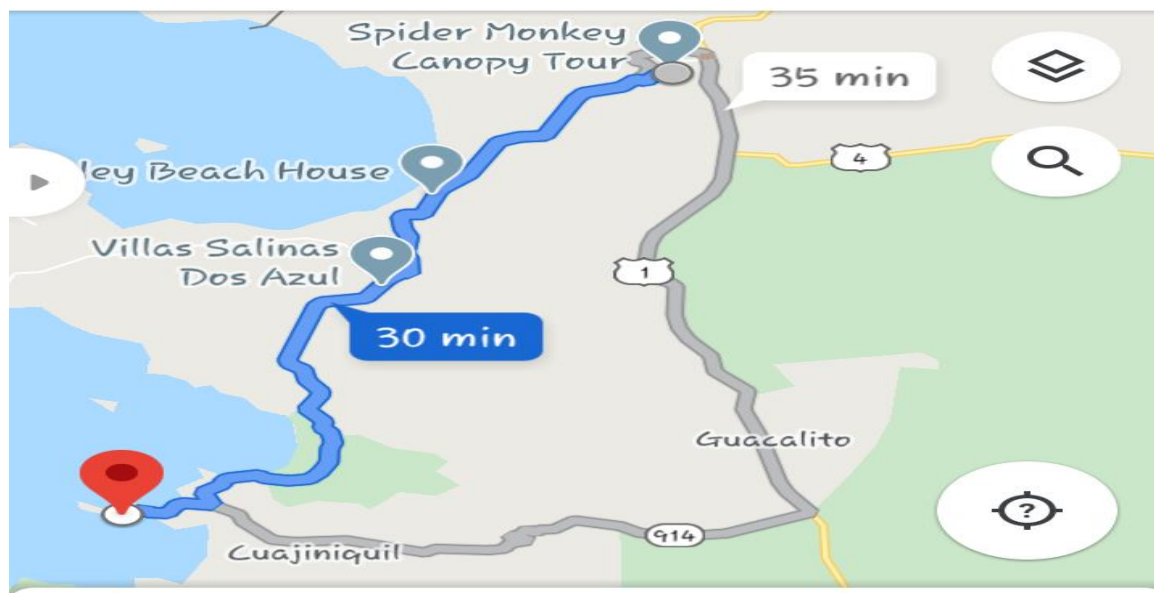 Spider Monkey
Canopy Tour
35 min
4
ley Beach House
Villas Salinas
Dos Azul
1
30 min
Guacalito
?
914
Cuajiniquil